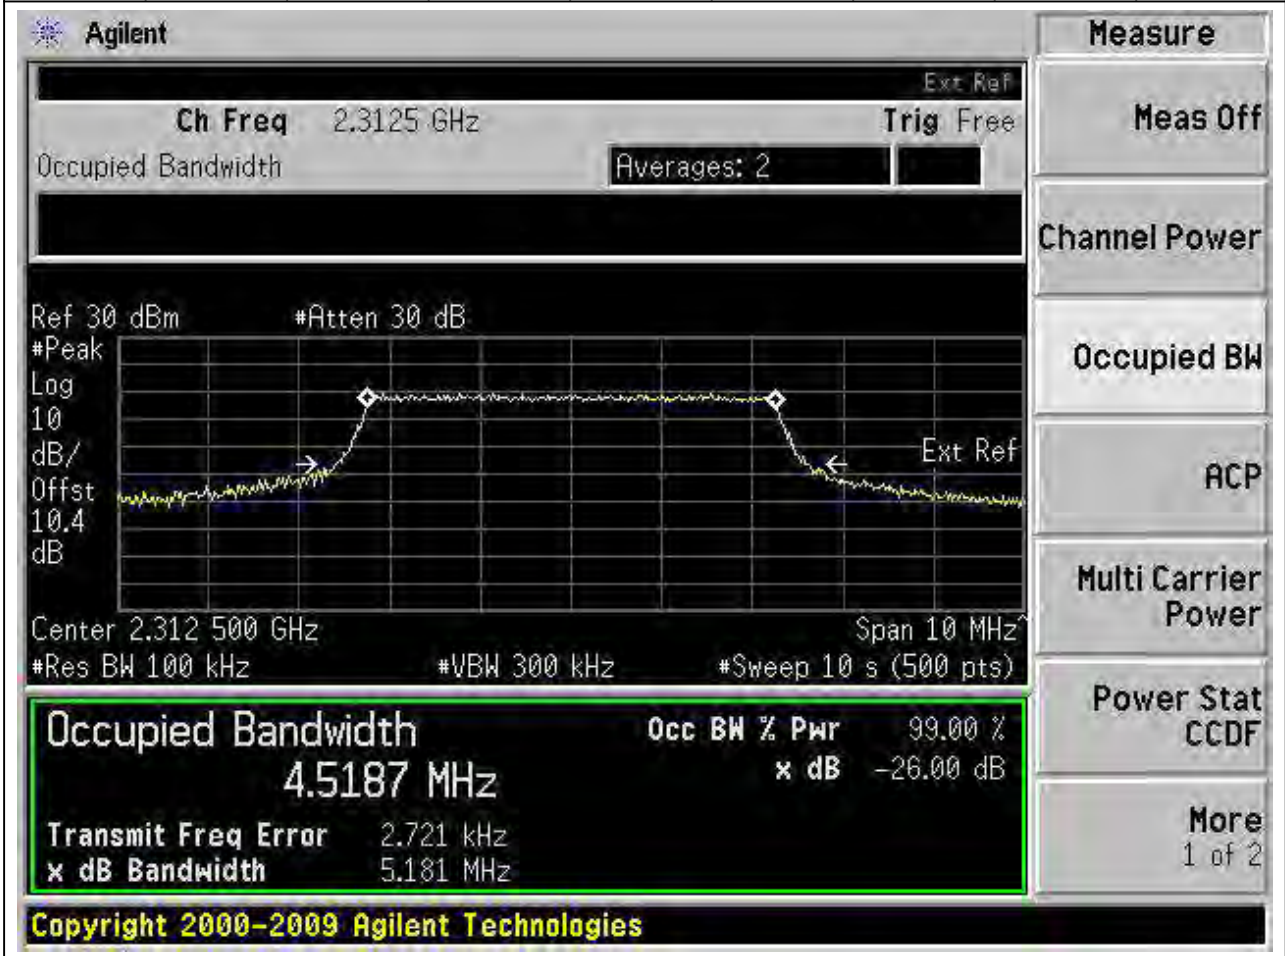 Agilent
Measure
Ext Ref
Ch Freq 2.3125 GHz Trig Free
Occupied Bandwidth Averages: 2
Meas Off
Channel Power
Occupied BW
ACP
Multi Carrier
Power
Power Stat
CCDF
More
1 of 2
Ref 30 dBm #Atten 30 dB
#Peak
Log
10
dB/
Offst
10.4
dB
Ext Ref
Center 2.312 500 GHz Span 10 MHz^
#Res BW 100 kHz #VBW 300 kHz #Sweep 10 s (500 pts)
Occupied Bandwidth Occ BW % Pwr 99.00 %
4.5187 MHz x dB -26.00 dB
Transmit Freq Error 2.721 kHz
x dB Bandwidth 5.181 MHz
Copyright 2000-2009 Agilent Technologies